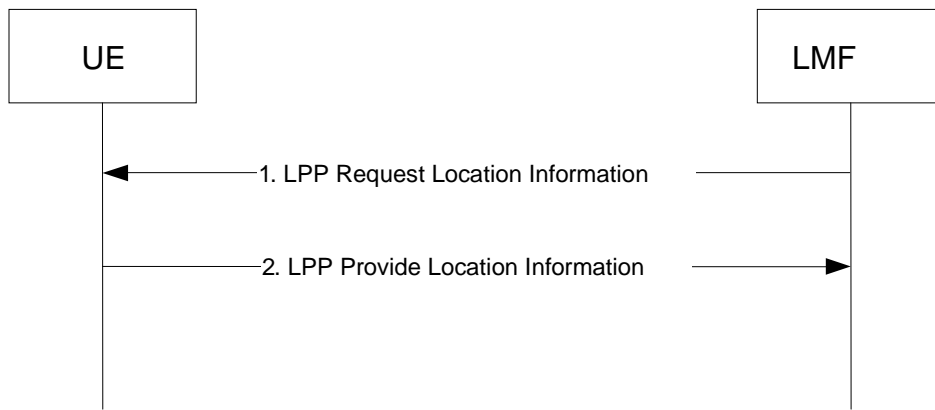 UE
LMF
1. LPP Request Location Information
2. LPP Provide Location Information